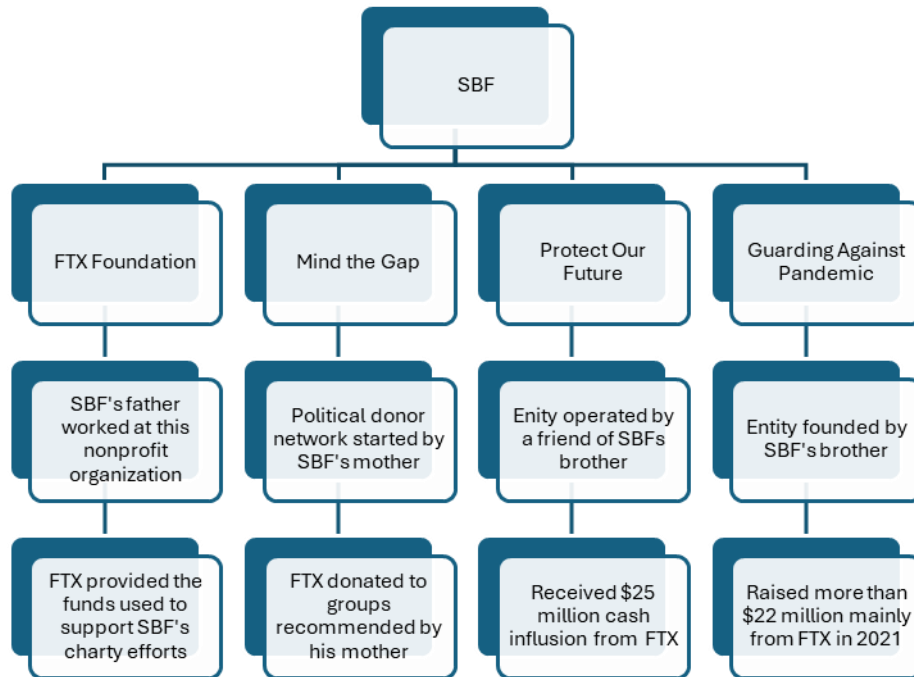 SBF
FTX Foundation
Mind the Gap
Protect Our
Future
Guarding Against
Pandemic
SBF's father
worked at this
nonprofit
organization
Political donor
network started by
SBF's mother
Enity operated by
a friend of SBFs
brother
Entity founded by
SBF's brother
FTX provided the
funds used to
support SBF's
charty efforts
FTX donated to
groups
recommended by
his mother
Received $25
million cash
influsion from FTX
Raised more than
$22 million mainly
from FTX in 2021